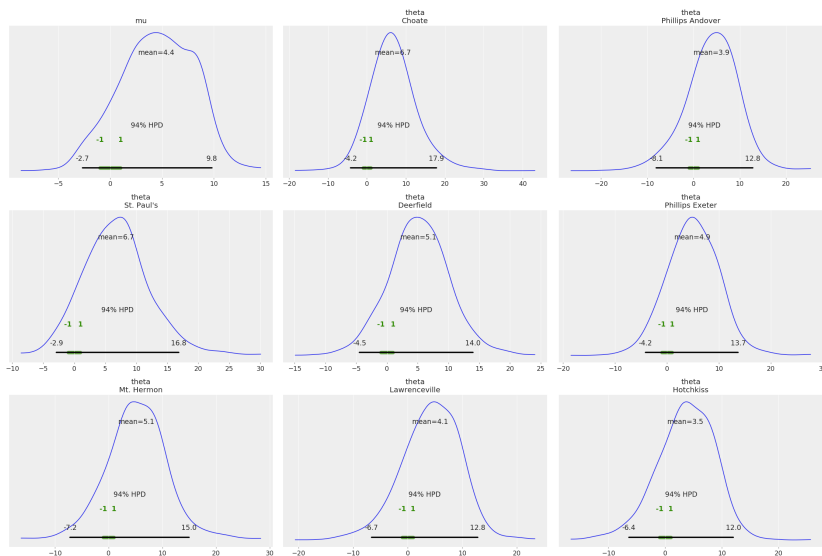 mu
mean=4.4
94% HPD
-1 1
-2.7 9.8
-5 0 5 10 15
theta
Choate
mean=6.7
94% HPD
-1 1
-4.2 17.9
-20 -10 0 10 20 30 40
theta
Phillips Andover
mean=3.9
94% HPD
-1 1
-8.1 12.8
-20 -10 0 10 20
theta
St. Paul's
mean=6.7
94% HPD
-1 1
-2.9 16.8
-10 -5 0 5 10 15 20 25 30
theta
Deerfield
mean=5.1
94% HPD
-1 1
-4.5 14.0
-15 -10 -5 0 5 10 15 20 25
theta
Phillips Exeter
mean=4.9
94% HPD
-1 1
-4.2 13.7
-20 -10 0 10 20 30
theta
Mt. Hermon
mean=5.1
94% HPD
-1 1
-7.2 15.0
-10 0 10 20 30
theta
Lawrenceville
mean=4.1
94% HPD
-1 1
-6.7 12.8
-20 -10 0 10 20
theta
Hotchkiss
mean=3.5
94% HPD
-1 1
-6.4 12.0
-10 0 10 20